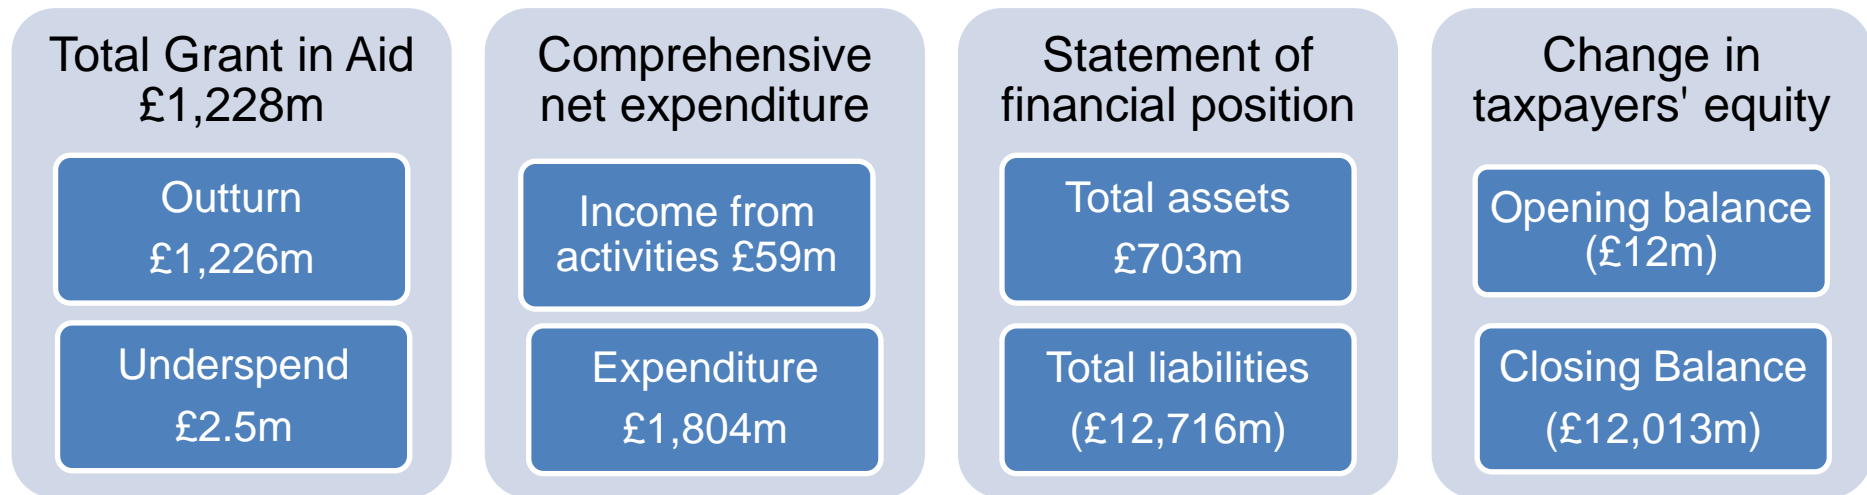 Total Grant in Aid
£1,228m
Outturn
£1,226m
Underspend
£2.5m
Comprehensive
net expenditure
Income from
activities £59m
Expenditure
£1,804m
Statement of
financial position
Total assets
£703m
Total liabilities
(£12,716m)
Change in
taxpayers' equity
Opening balance
(£12m)
Closing Balance
(£12,013m)